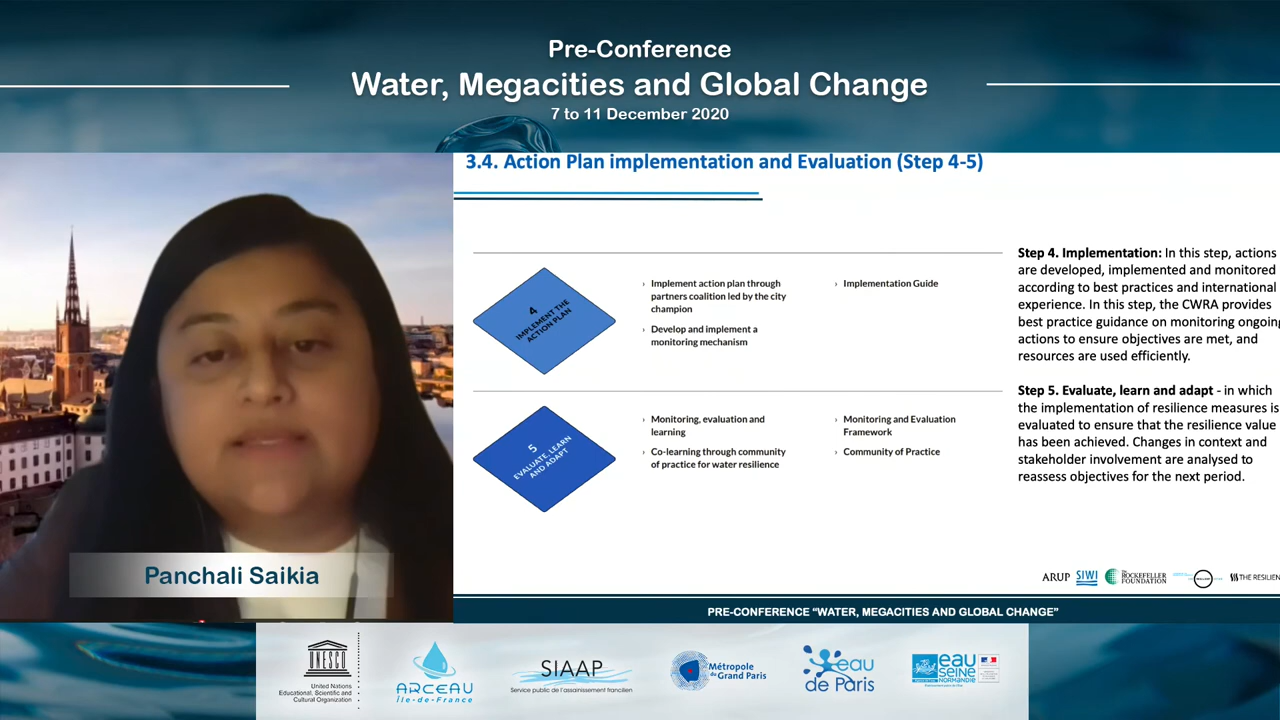 Pre-Conference
Water, Megacities and Global Change
7 to 11 December 2020
3.4. Action Plan implementation and Evaluation (Step 4-5)
4
IMPLEMENT THE
ACTION PLAN
› Implement action plan through
partners coalition led by the city
champion
› Develop and implement a
monitoring mechanism
› Implementation Guide
5
EVALUATE, LEARN
AND ADAPT
› Monitoring, evaluation and
learning
› Co-learning through community
of practice for water resilience
› Monitoring and Evaluation
Framework
› Community of Practice
Step 4. Implementation: In this step, actions
are developed, implemented and monitored
according to best practices and international
experience. In this step, the CWRA provides
best practice guidance on monitoring ongoing
actions to ensure objectives are met, and
resources are used efficiently.
Step 5. Evaluate, learn and adapt - in which
the implementation of resilience measures is
evaluated to ensure that the resilience value
has been achieved. Changes in context and
stakeholder involvement are analysed to
reassess objectives for the next period.
Panchali Saikia
ARUP
SIWI
The
ROCKEFELLER
FOUNDATION
THE RESILIEN
PRE-CONFERENCE “WATER, MEGACITIES AND GLOBAL CHANGE”
UNESCO
United Nations
Educational, Scientific and
Cultural Organization
ARCEAU
Île-de-France
SIAAP
Service public de l'assainissement francilien
Métropole
du Grand Paris
eau
de Paris
eau
SEINE
NORMANDIE